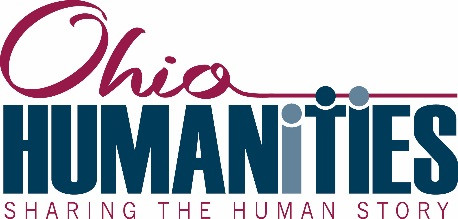 Ohio
HUMANiTiES
SHARING THE HUMAN STORY